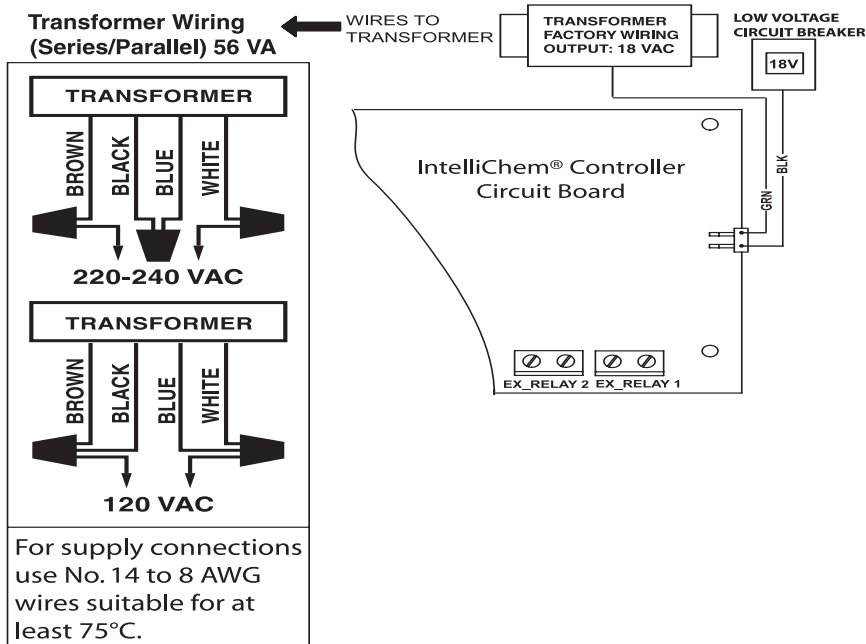 Transformer Wiring
(Series/Parallel) 56 VA
WIRES TO
TRANSFORMER
TRANSFORMER
FACTORY WIRING
OUTPUT: 18 VAC
LOW VOLTAGE
CIRCUIT BREAKER
18V
TRANSFORMER
BROWN
BLACK
BLUE
WHITE
220-240 VAC
TRANSFORMER
BROWN
BLACK
BLUE
WHITE
120 VAC
For supply connections
use No. 14 to 8 AWG
wires suitable for at
least 75°C.
IntelliChem® Controller
Circuit Board
GRN
BLK
EX_RELAY 2
EX_RELAY 1